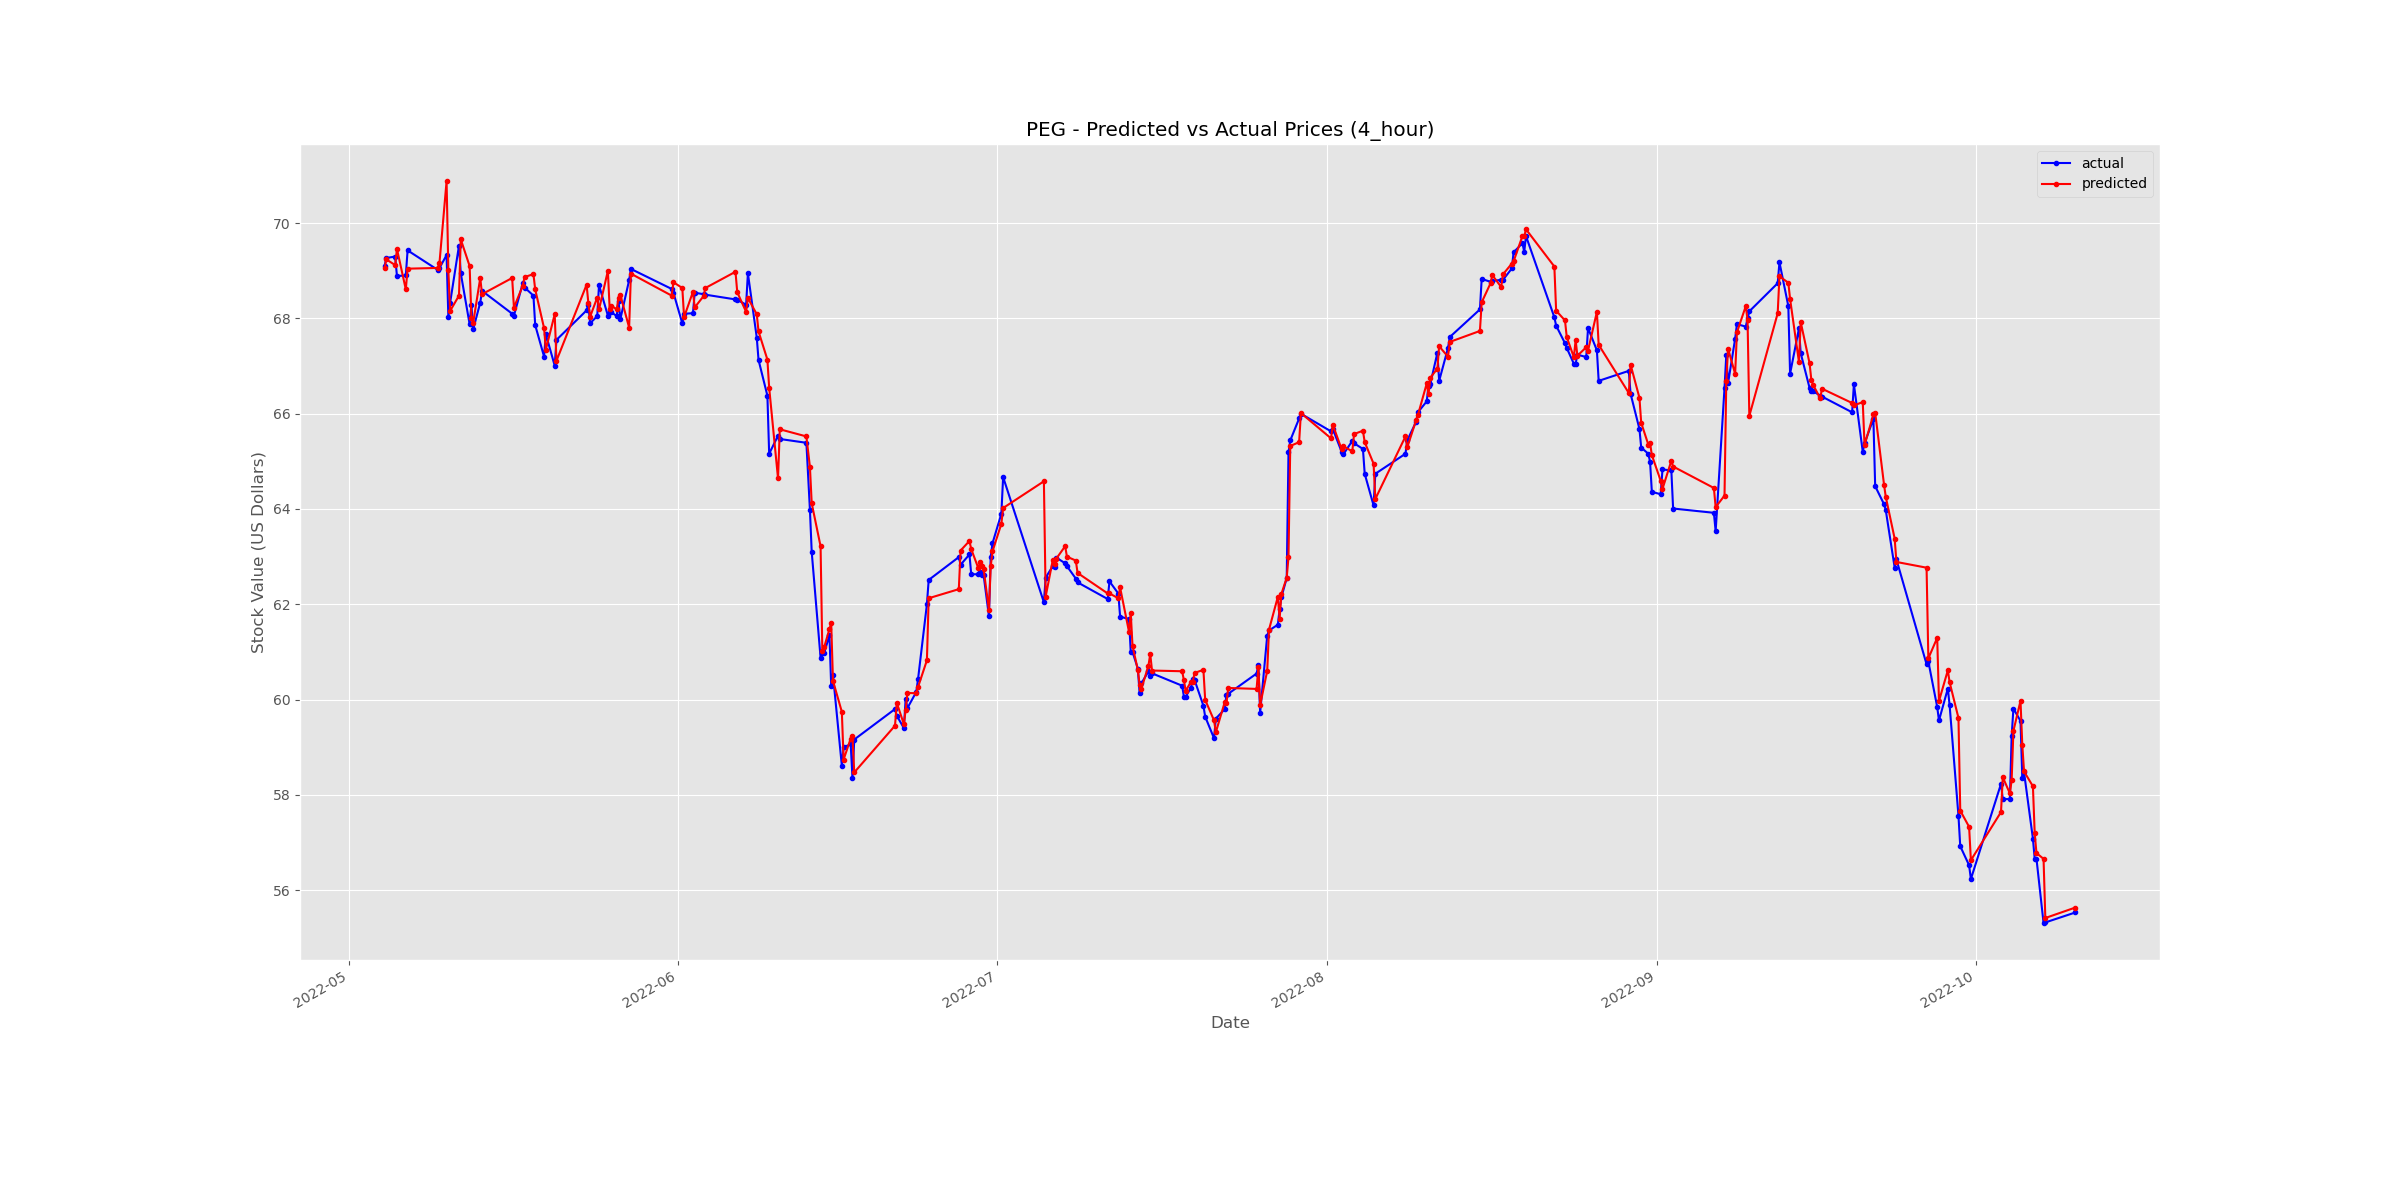 PEG - Predicted vs Actual Prices (4_hour)
actual
predicted
Stock Value (US Dollars)
70
68
66
64
62
60
58
56
2022-05
2022-06
2022-07
2022-08
2022-09
2022-10
Date